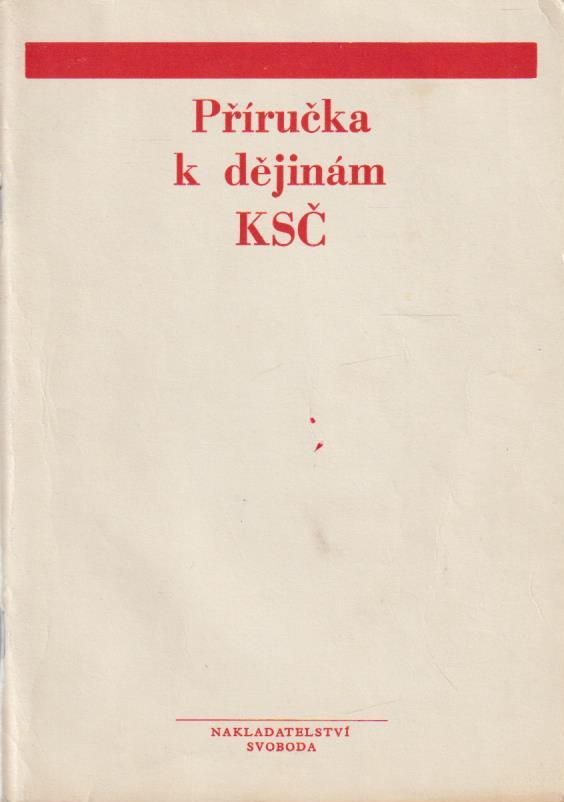 Příručka
k dějinám
KSČ
NAKLADATELSTVÍ
SVOBODA